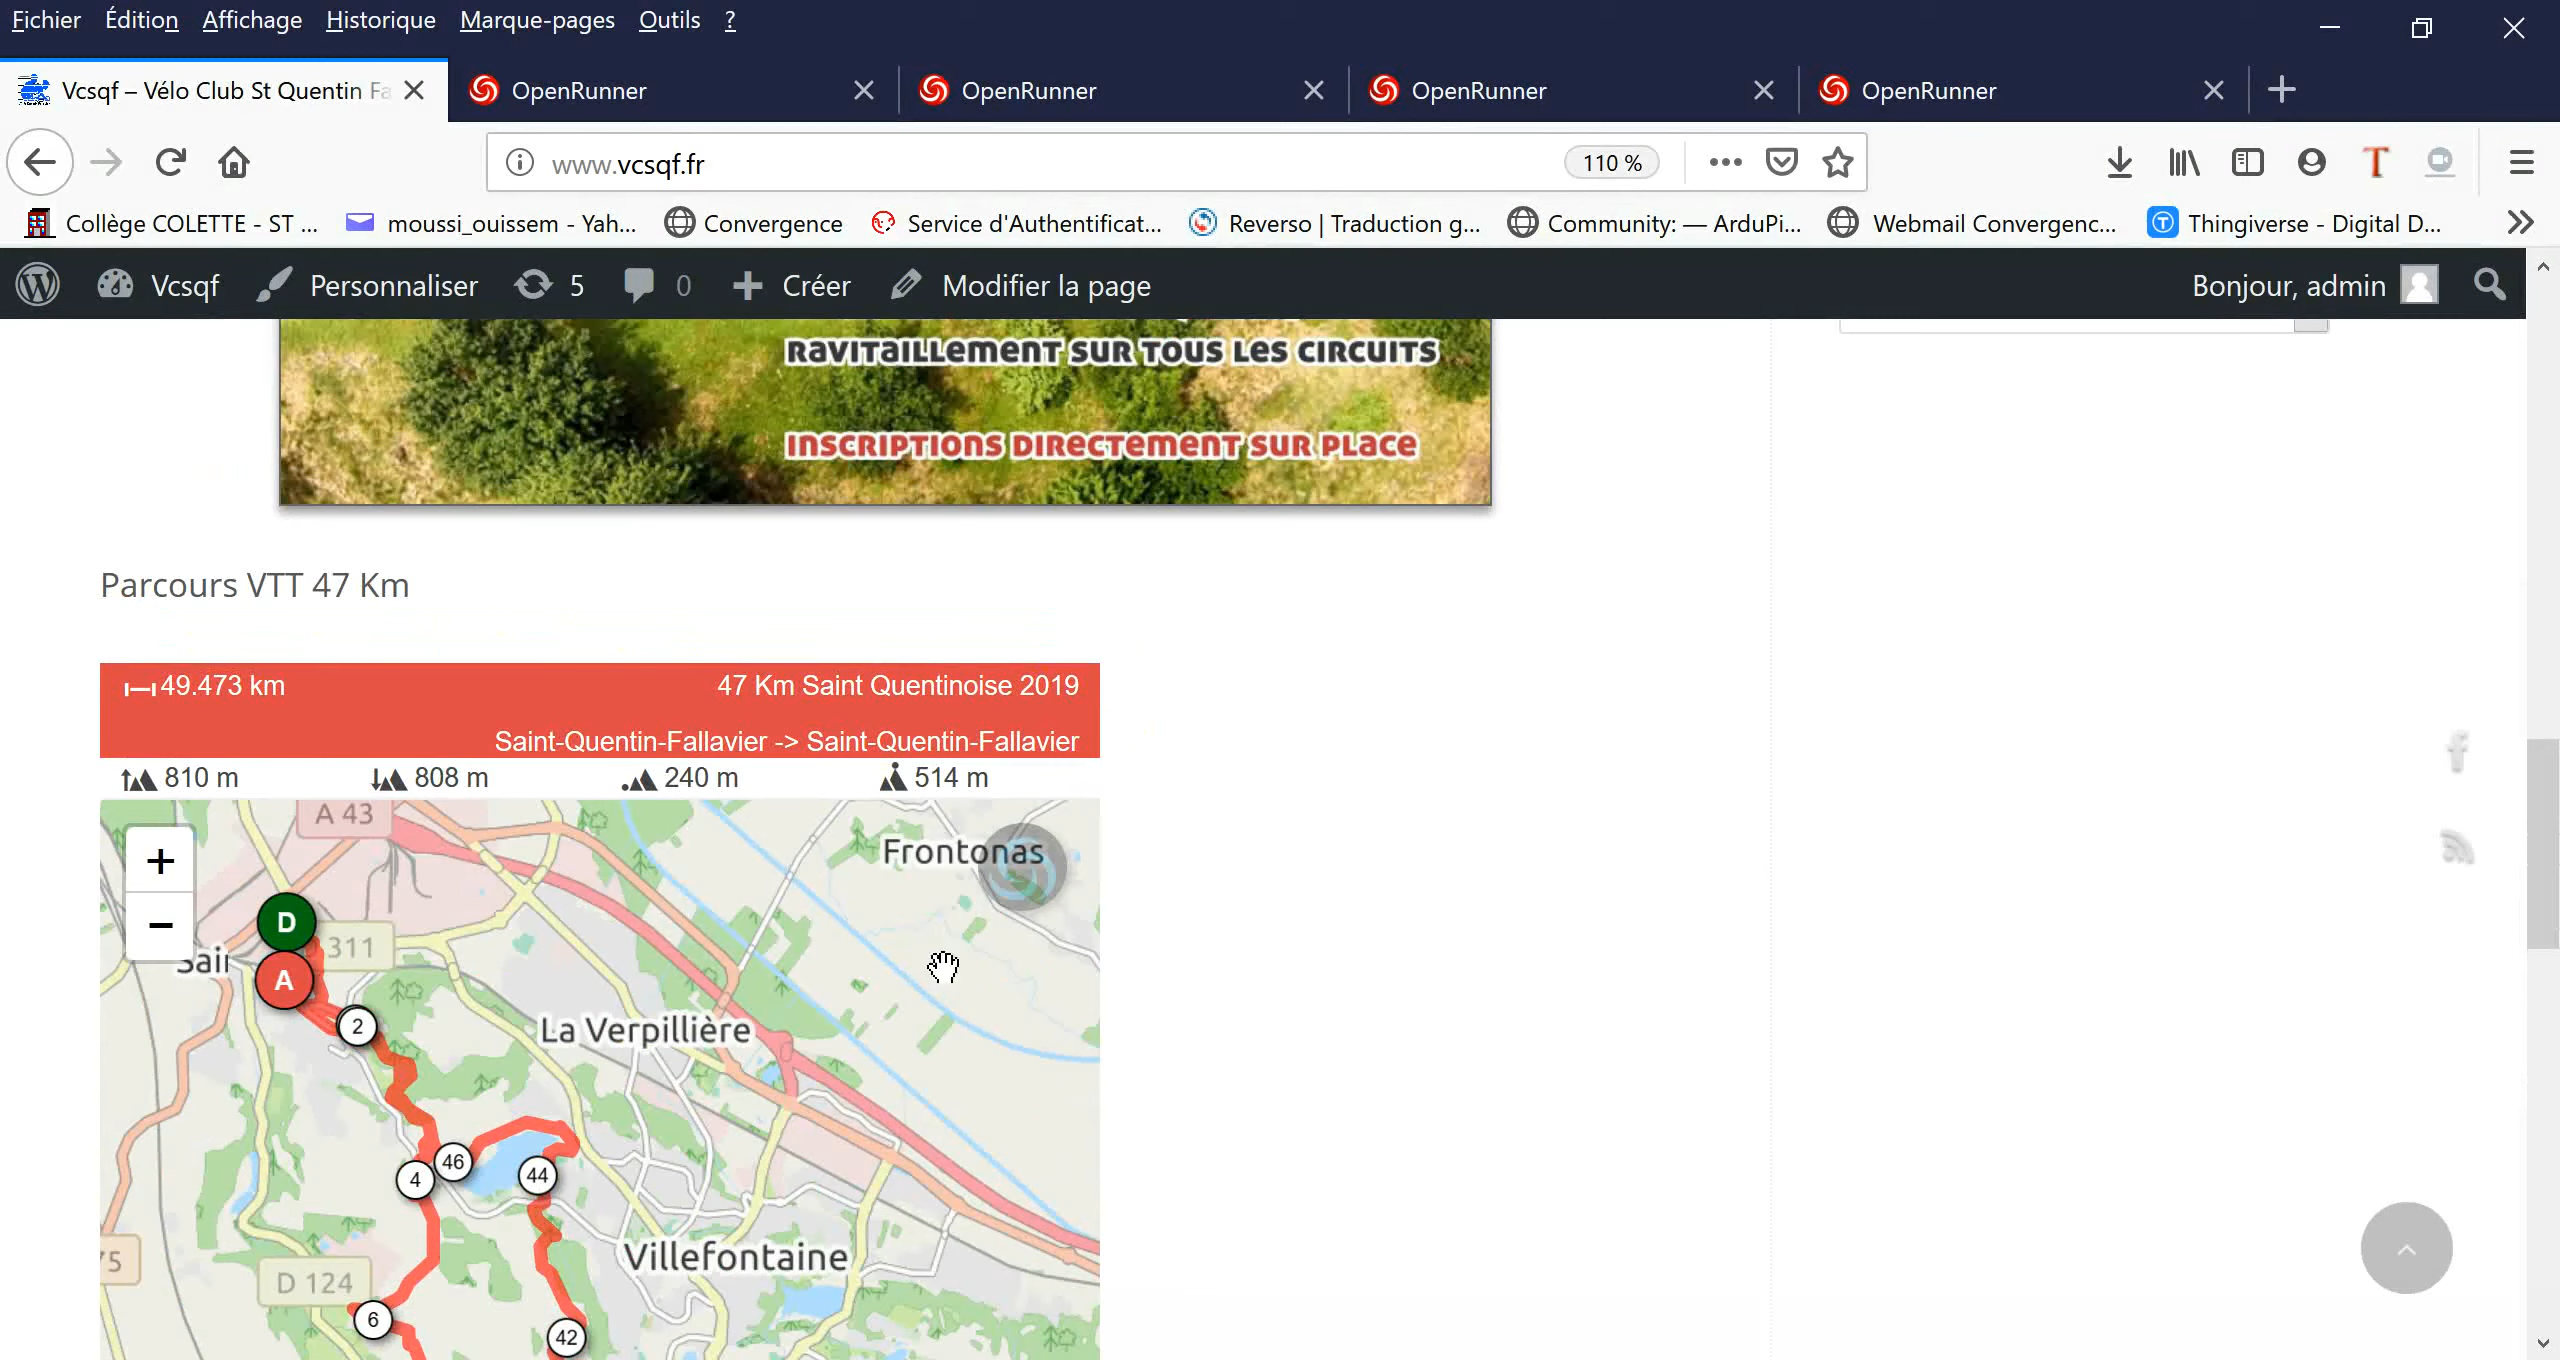 Fichier Édition Affichage Historique Marque-pages Outils ?
Vcsqf – Vélo Club St Quentin Fa OpenRunner OpenRunner OpenRunner OpenRunner
www.vcsqf.fr 110 %
Collège COLETTE - ST ... moussi_ouissem - Yah... Convergence Service d'Authentificat... Reverso | Traduction g... Community: — ArduPi... Webmail Convergenc... Thingiverse - Digital D...
Vcsqf Personnaliser 5 0 Créer Modifier la page Bonjour, admin
RAVITAILLEMENT SUR TOUS LES CIRCUITS
INSCRIPTIONS DIRECTEMENT SUR PLACE
Parcours VTT 47 Km
49.473 km 47 Km Saint Quentinoise 2019
Saint-Quentin-Fallavier -> Saint-Quentin-Fallavier
810 m 808 m 240 m 514 m
A 43
+
Frontonas
D
311
−
Sai
A
2
La Verpillière
46
4
44
Villefontaine
75
D 124
6
42